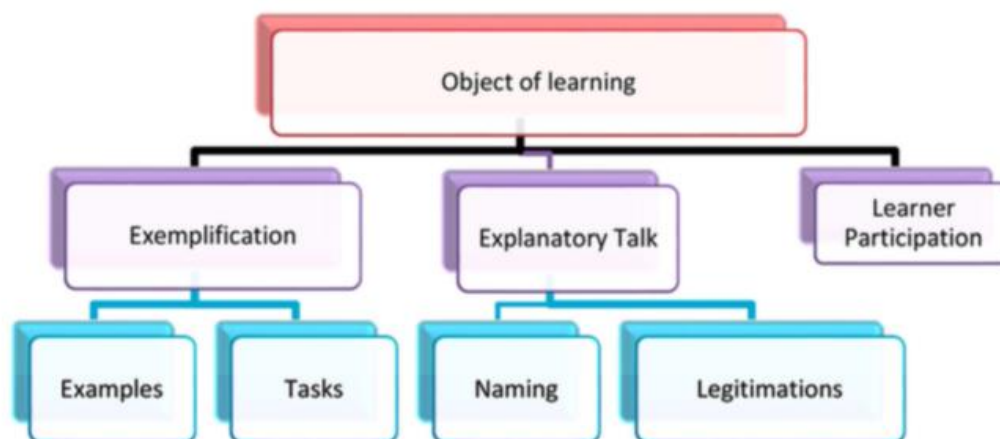 Object of learning
Exemplification
Explanatory Talk
Learner
Participation
Examples
Tasks
Naming
Legitimations